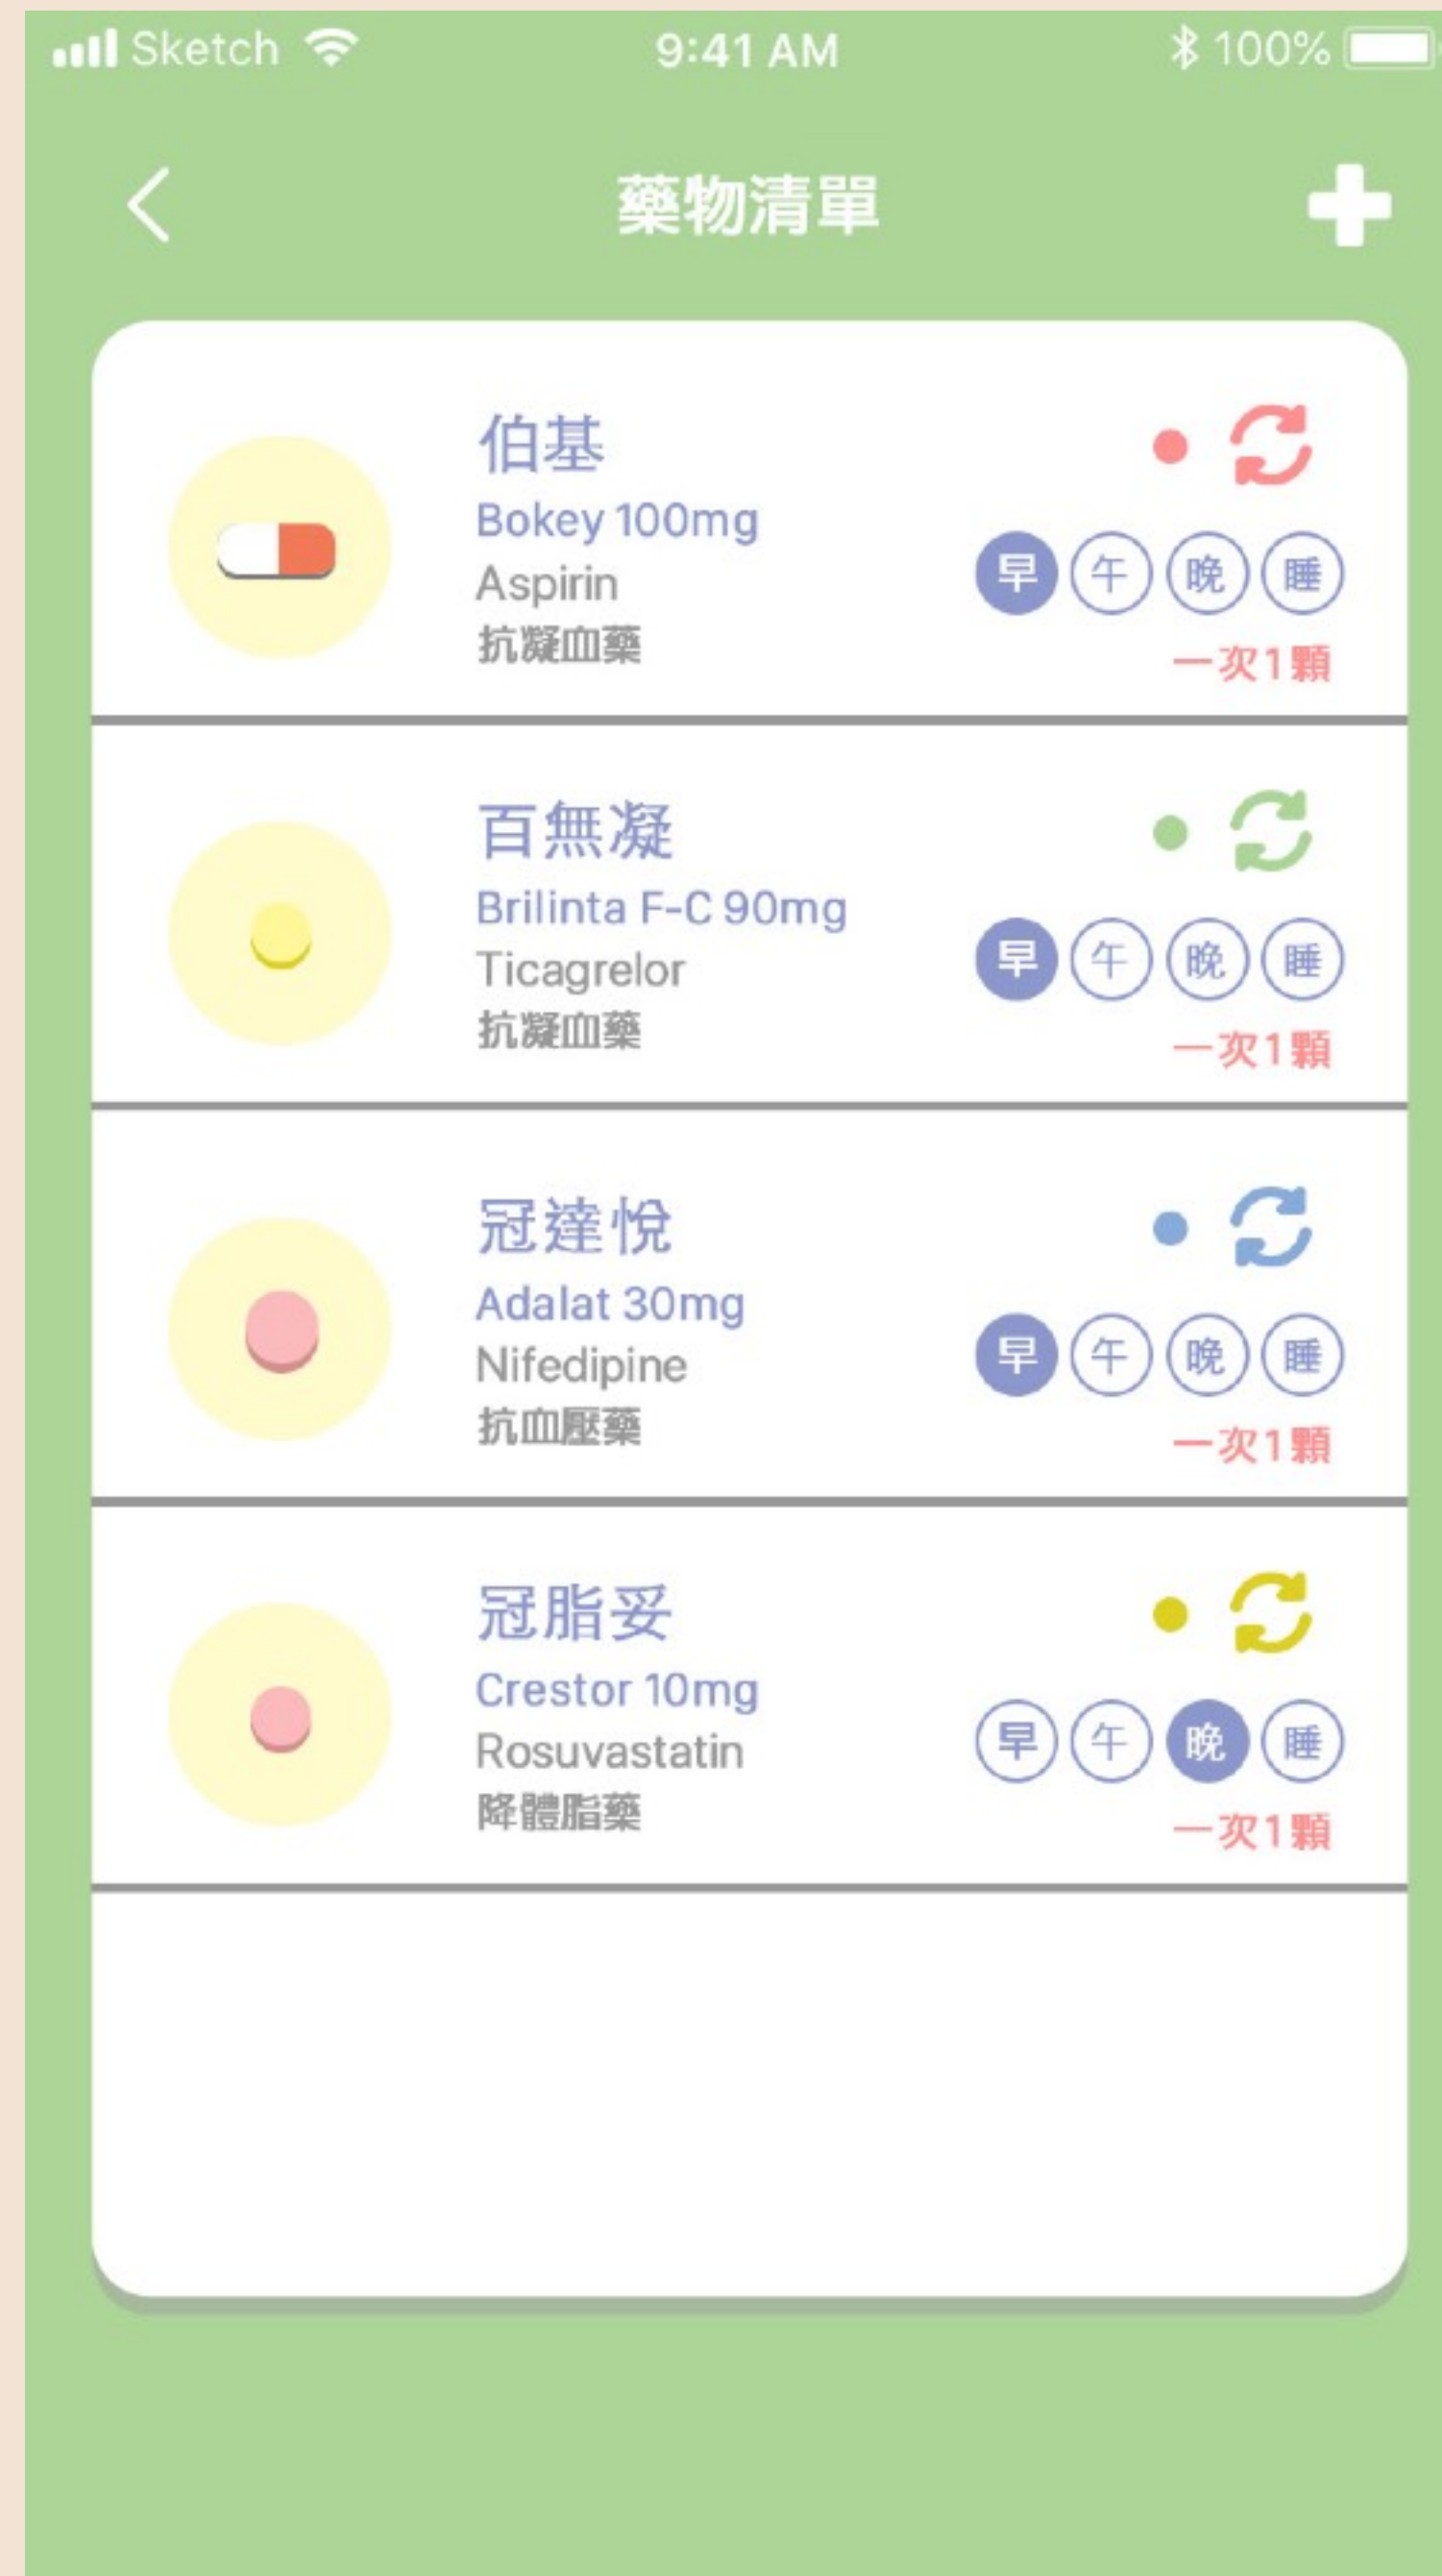 Sketch 9:41 AM 100%
藥物清單
伯基
Bokey 100mg
Aspirin
抗凝血藥
早 午 晚 睡
一次1顆
百無凝
Brilinta F-C 90mg
Ticagrelor
抗凝血藥
早 午 晚 睡
一次1顆
冠達悅
Adalat 30mg
Nifedipine
抗血壓藥
早 午 晚 睡
一次1顆
冠脂妥
Crestor 10mg
Rosuvastatin
降體脂藥
早 午 晚 睡
一次1顆